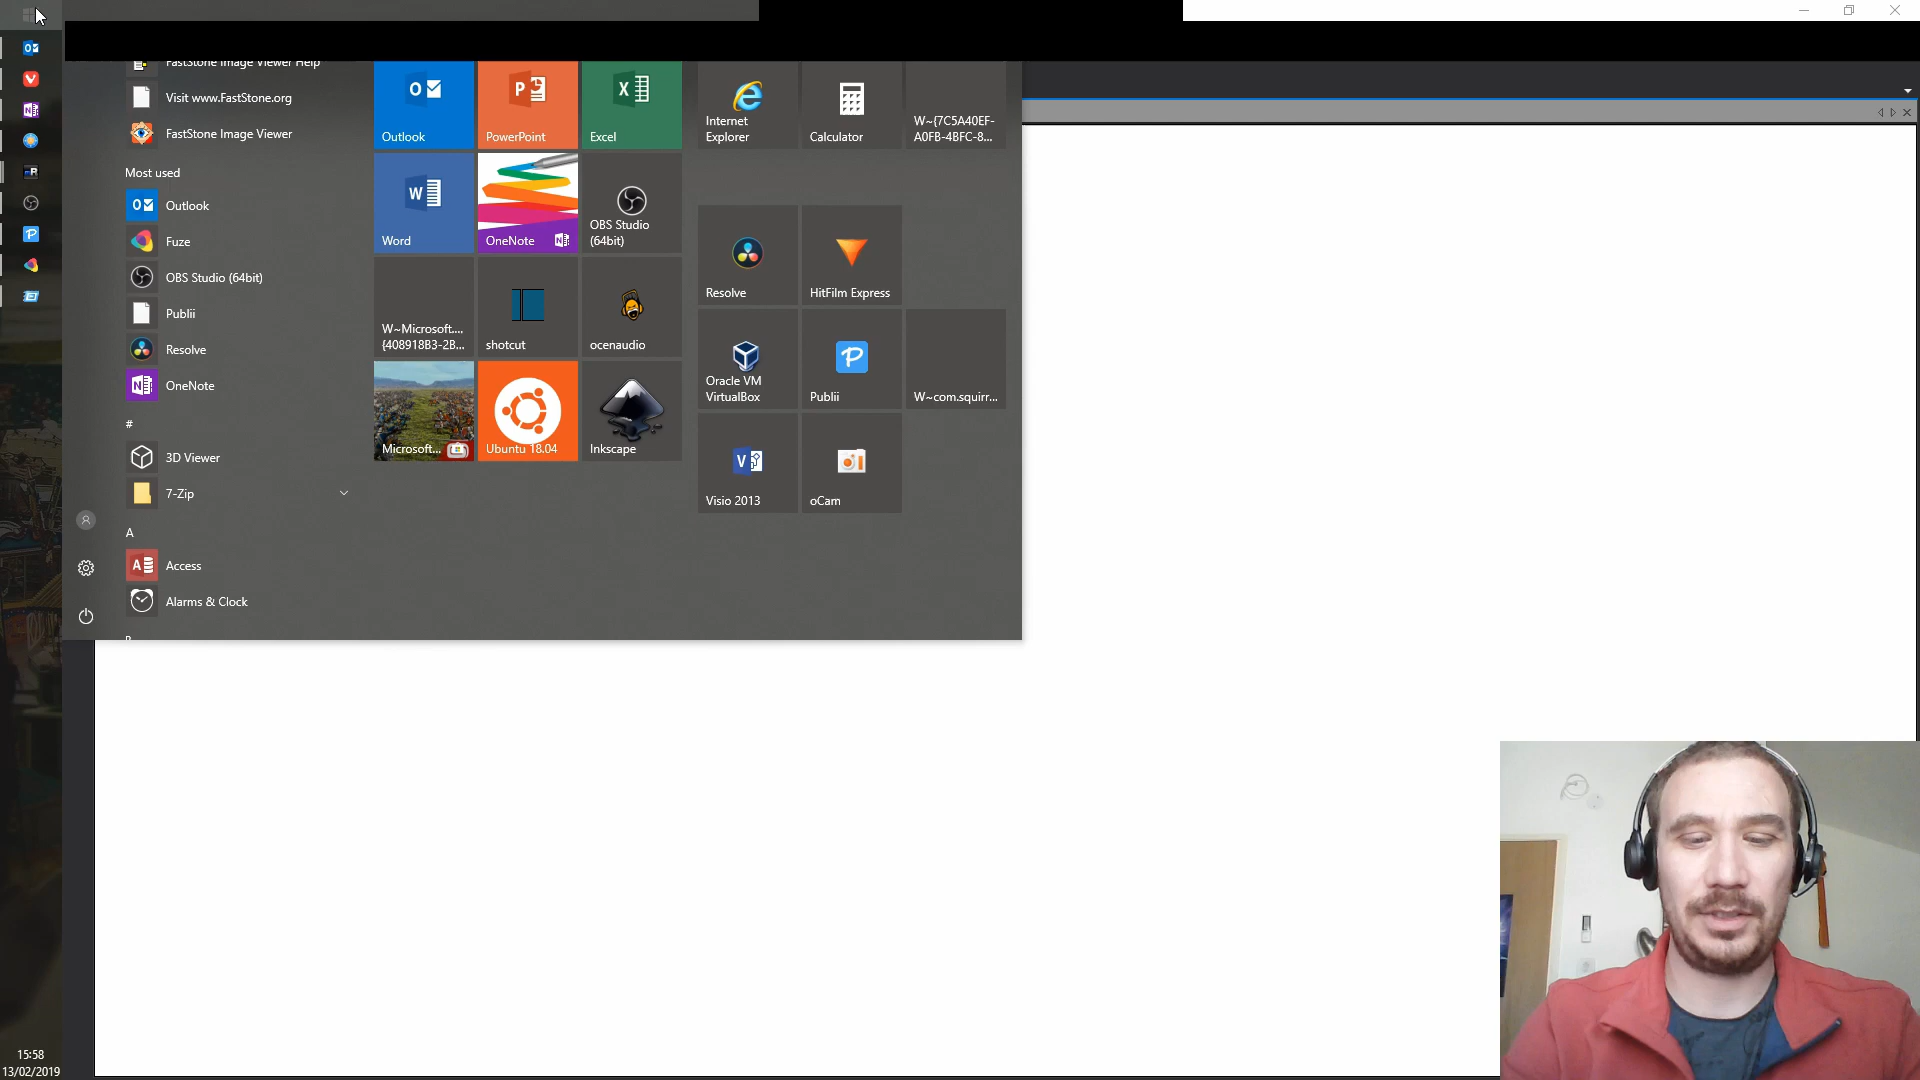 FastStone Image Viewer Help
Visit www.FastStone.org
FastStone Image Viewer
Most used
Outlook
Fuze
OBS Studio (64bit)
Publii
Resolve
OneNote
#
3D Viewer
7-Zip
A
Access
Alarms & Clock
Outlook
PowerPoint
Excel
Word
OneNote
OBS Studio
(64bit)
W~Microsoft....
{408918B3-2B...
shotcut
ocenaudio
Microsoft...
Ubuntu 18.04
Inkscape
Internet
Explorer
Calculator
W~{7C5A40EF-
A0FB-4BFC-8...
Resolve
HitFilm Express
Oracle VM
VirtualBox
Publii
W~com.squirr...
Visio 2013
oCam
15:58
13/02/2019